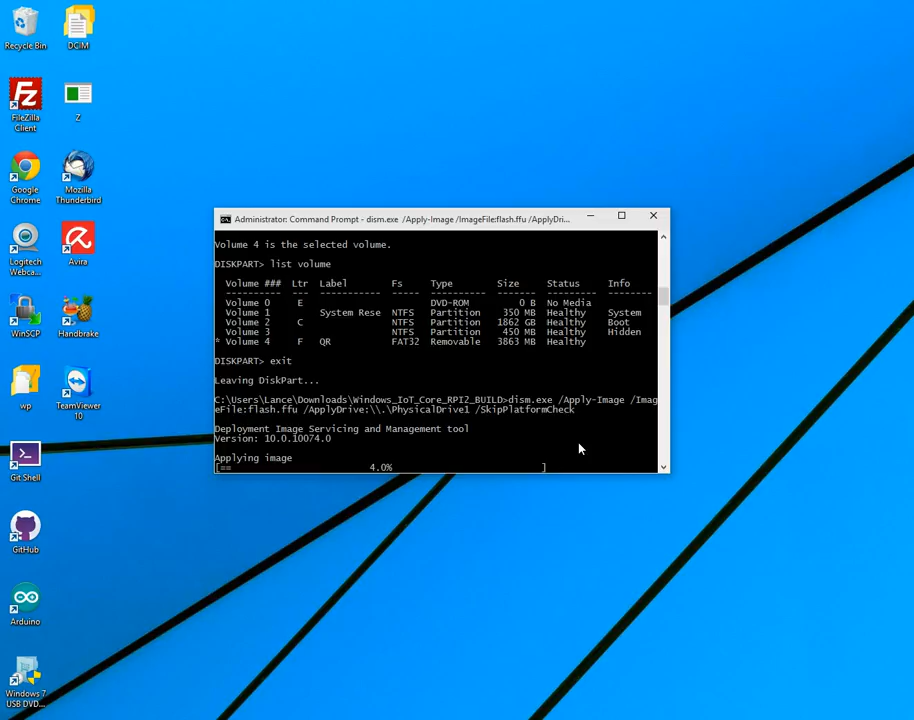 Recycle Bin
DCIM
FileZilla
Client
Z
Google
Chrome
Mozilla
Thunderbird
Logitech
Webca...
Avira
WinSCP
Handbrake
wp
TeamViewer
10
Git Shell
GitHub
Arduino
Windows 7
USB DVD...
Administrator: Command Prompt - dism.exe /Apply-Image /ImageFile:flash.ffu /ApplyDri...
Volume 4 is the selected volume.
DISKPART> list volume
Volume ### Ltr Label Fs Type Size Status Info
---------- --- ----------- ----- ---------- ------- --------- --------
Volume 0 E DVD-ROM 0 B No Media
Volume 1 System Rese NTFS Partition 350 MB Healthy System
Volume 2 C NTFS Partition 1862 GB Healthy Boot
Volume 3 NTFS Partition 450 MB Healthy Hidden
* Volume 4 F QR FAT32 Removable 3863 MB Healthy
DISKPART> exit
Leaving DiskPart...
C:\Users\Lance\Downloads\Windows_IoT_Core_RPI2_BUILD>dism.exe /Apply-Image /Imag
eFile:flash.ffu /ApplyDrive:\\.\PhysicalDrive1 /SkipPlatformCheck
Deployment Image Servicing and Management tool
Version: 10.0.10074.0
Applying image
[== 4.0% ]